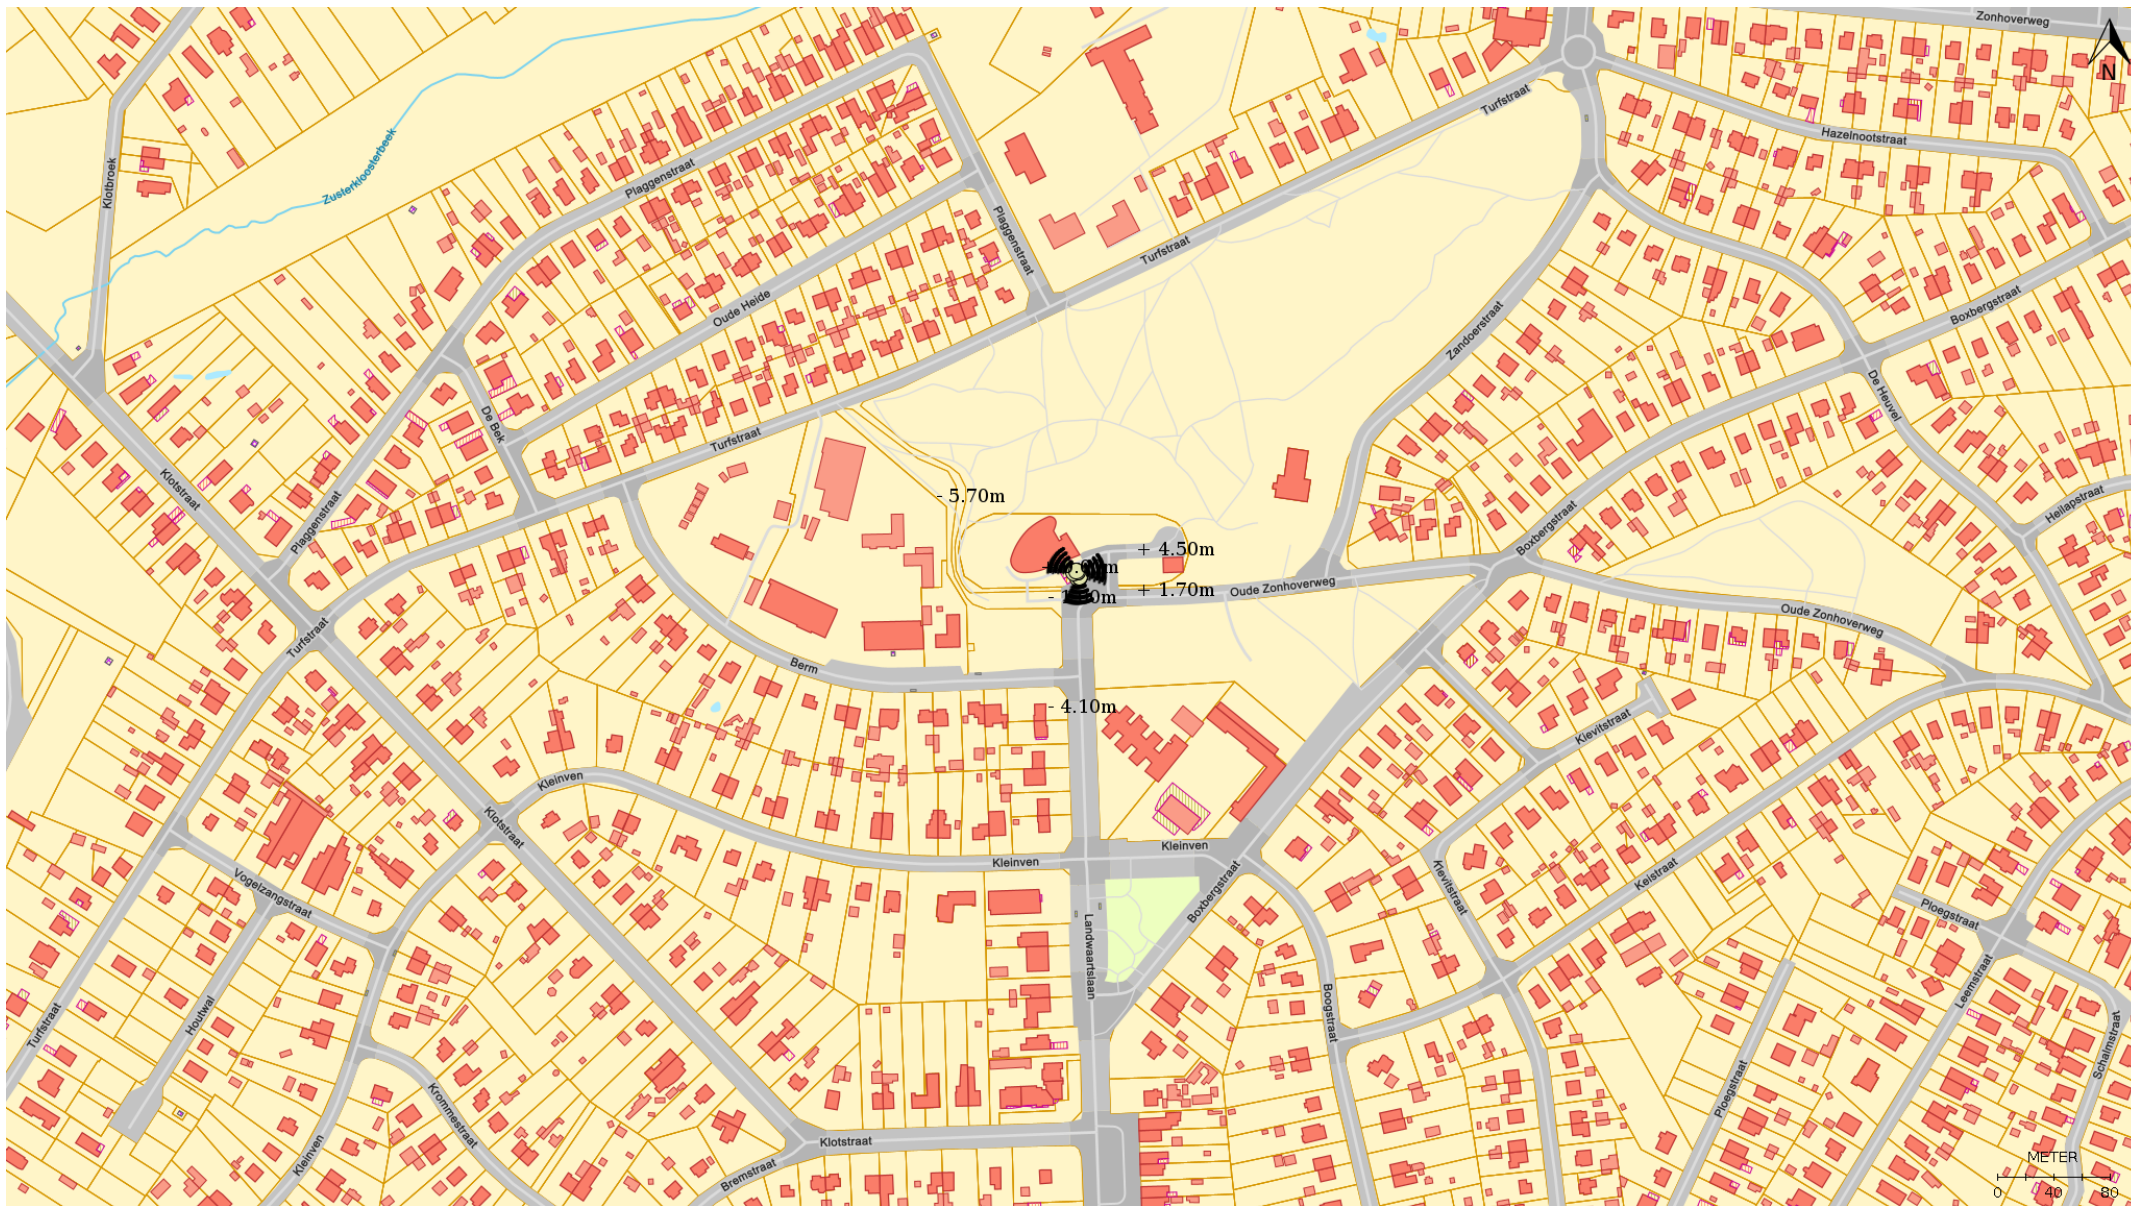 Zonhoverweg
N
Turfstraat
Hazelnootstraat
Klotbroek
Zusterkloosterbeek
Plaggenstraat
Plaggenstraat
Turfstraat
Oude Heide
Boxbergstraat
Zandoerstraat
De Heuvel
De Bek
Turfstraat
Klotstraat
- 5.70m
Plaggenstraat
Boxbergstraat
Heilapstraat
+ 4.50m
+ 1.70m
Oude Zonhoverweg
Oude Zonhoverweg
Turfstraat
Berm
- 4.10m
Kievitstraat
Kleinven
Klotstraat
Kleinven
Kleinven
Vogelzangstraat
Boxbergstraat
Kievitstraat
Keistraat
Ploegstraat
Landwaartslaan
Leemstraat
Houtwal
Turfstraat
Boogstraat
Schalmstraat
Ploegstraat
Krommestraat
Kleinven
Klotstraat
Bremstraat
METER
0 40 80